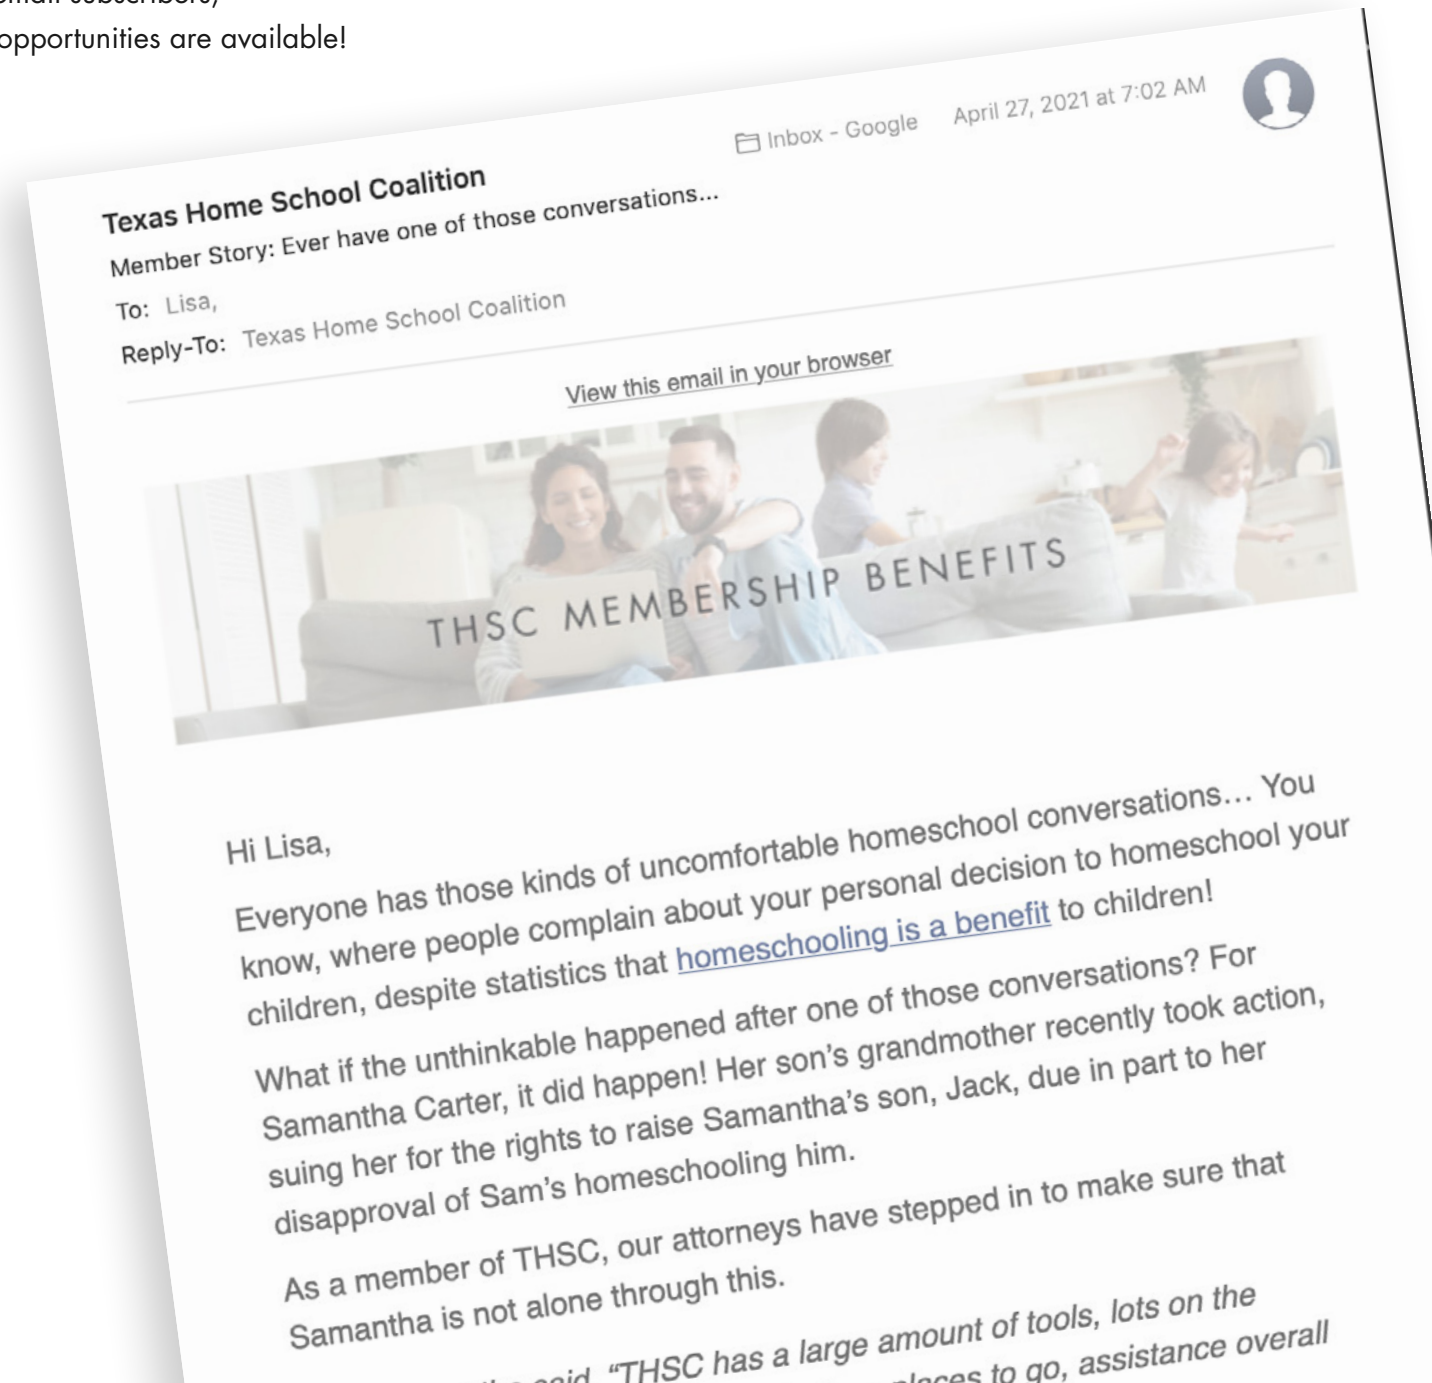 subscribers,
opportunities are available!
Inbox - Google April 27, 2021 at 7:02 AM
Texas Home School Coalition
Member Story: Ever have one of those conversations...
To: Lisa,
Reply-To: Texas Home School Coalition
View this email in your browser
THSC MEMBERSHIP BENEFITS
Hi Lisa,
Everyone has those kinds of uncomfortable homeschool conversations… You
know, where people complain about your personal decision to homeschool your
children, despite statistics that homeschooling is a benefit to children!
What if the unthinkable happened after one of those conversations? For
Samantha Carter, it did happen! Her son’s grandmother recently took action,
suing her for the rights to raise Samantha’s son, Jack, due in part to her
disapproval of Sam’s homeschooling him.
As a member of THSC, our attorneys have stepped in to make sure that
Samantha is not alone through this.
said, “THSC has a large amount of tools, lots on the
places to go, assistance overall